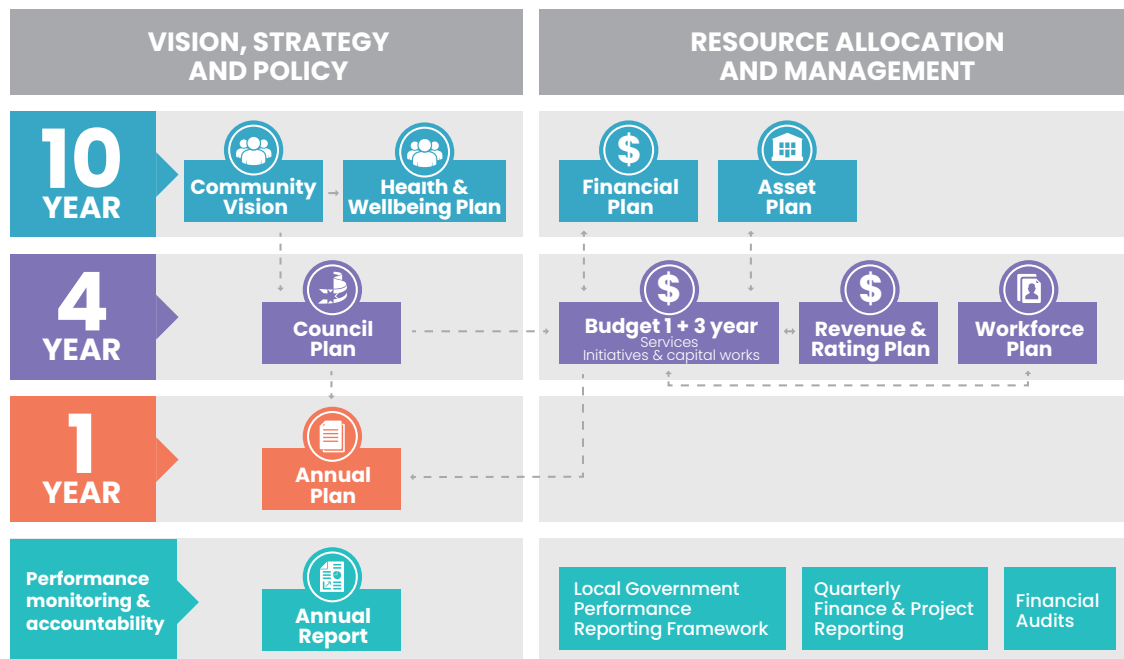 VISION, STRATEGY
AND POLICY
RESOURCE ALLOCATION
AND MANAGEMENT
10
YEAR
Community
Vision
Health &
Wellbeing Plan
$
Financial
Plan
Asset
Plan
4
YEAR
Council
Plan
$
Budget 1 + 3 year
Services
Initiatives & capital works
$
Revenue &
Rating Plan
Workforce
Plan
1
YEAR
Annual
Plan
Performance
monitoring &
accountability
Annual
Report
Local Government
Performance
Reporting Framework
Quarterly
Finance & Project
Reporting
Financial
Audits